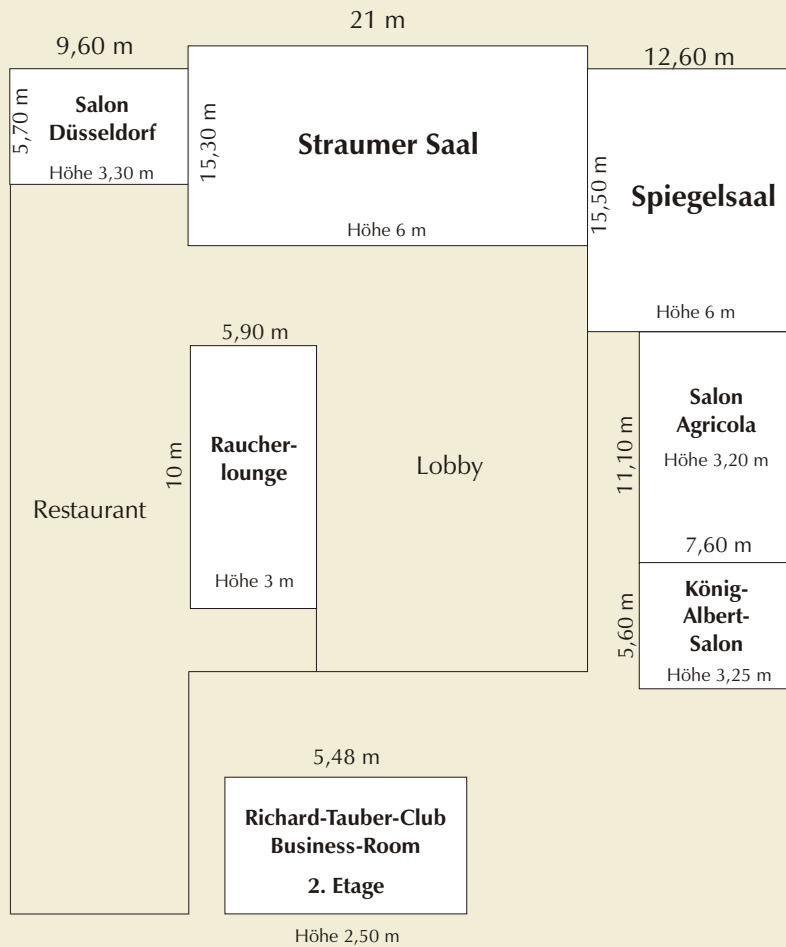 21 m
9,60 m
12,60 m
5,70 m
Salon
Düsseldorf
Höhe 3,30 m
15,30 m
Straumer Saal
Höhe 6 m
15,50 m
Spiegelsaal
Höhe 6 m
5,90 m
10 m
Raucher-
lounge
Höhe 3 m
Lobby
Restaurant
11,10 m
Salon
Agricola
Höhe 3,20 m
7,60 m
5,60 m
König-
Albert-
Salon
Höhe 3,25 m
5,48 m
Richard-Tauber-Club
Business-Room
2. Etage
Höhe 2,50 m